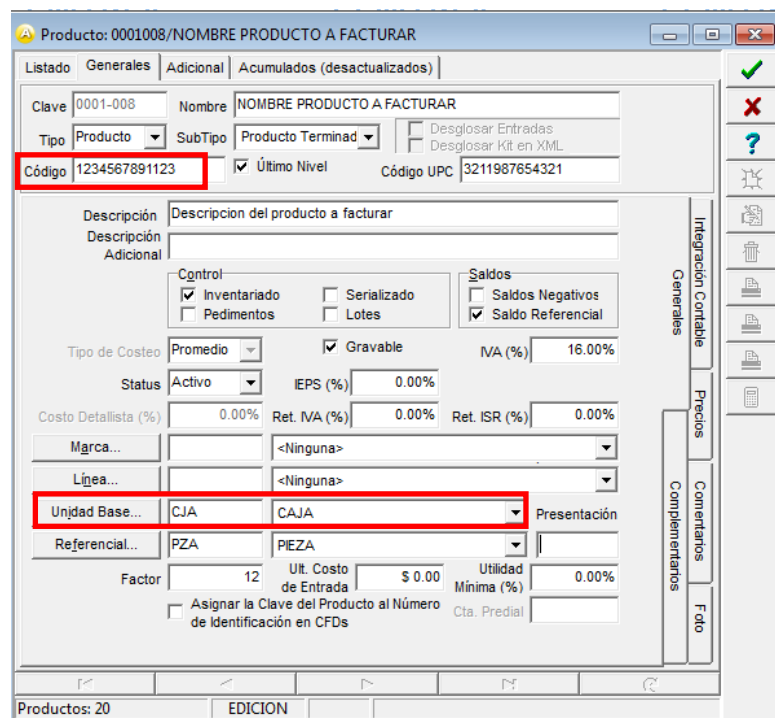 Producto: 0001008/NOMBRE PRODUCTO A FACTURAR
Listado Generales Adicional Acumulados (desactualizados)
Clave 0001-008 Nombre NOMBRE PRODUCTO A FACTURAR
Tipo Producto SubTipo Producto Terminad Desglosar Entradas
Desglosar Kit en XML
Código 1234567891123 Último Nivel Código UPC 3211987654321
Descripción Descripcion del producto a facturar
Descripción
Adicional
Control Saldos
Inventariado Serializado Saldos Negativos
Pedimentos Lotes Saldo Referencial
Tipo de Costeo Promedio Gravable IVA (%) 16.00%
Status Activo IEPS (%) 0.00%
Costo Detallista (%) 0.00% Ret. IVA (%) 0.00% Ret. ISR (%) 0.00%
Marca... <Ninguna>
Línea... <Ninguna>
Unidad Base... CJA CAJA Presentación
Referencial... PZA PIEZA
Factor 12 Ult. Costo de Entrada $ 0.00 Utilidad Mínima (%) 0.00%
Asignar la Clave del Producto al Número
de Identificación en CFDs Cta. Predial
Generales
Complementarios
Integración Contable
Precios
Comentarios
Foto
Productos: 20 EDICION